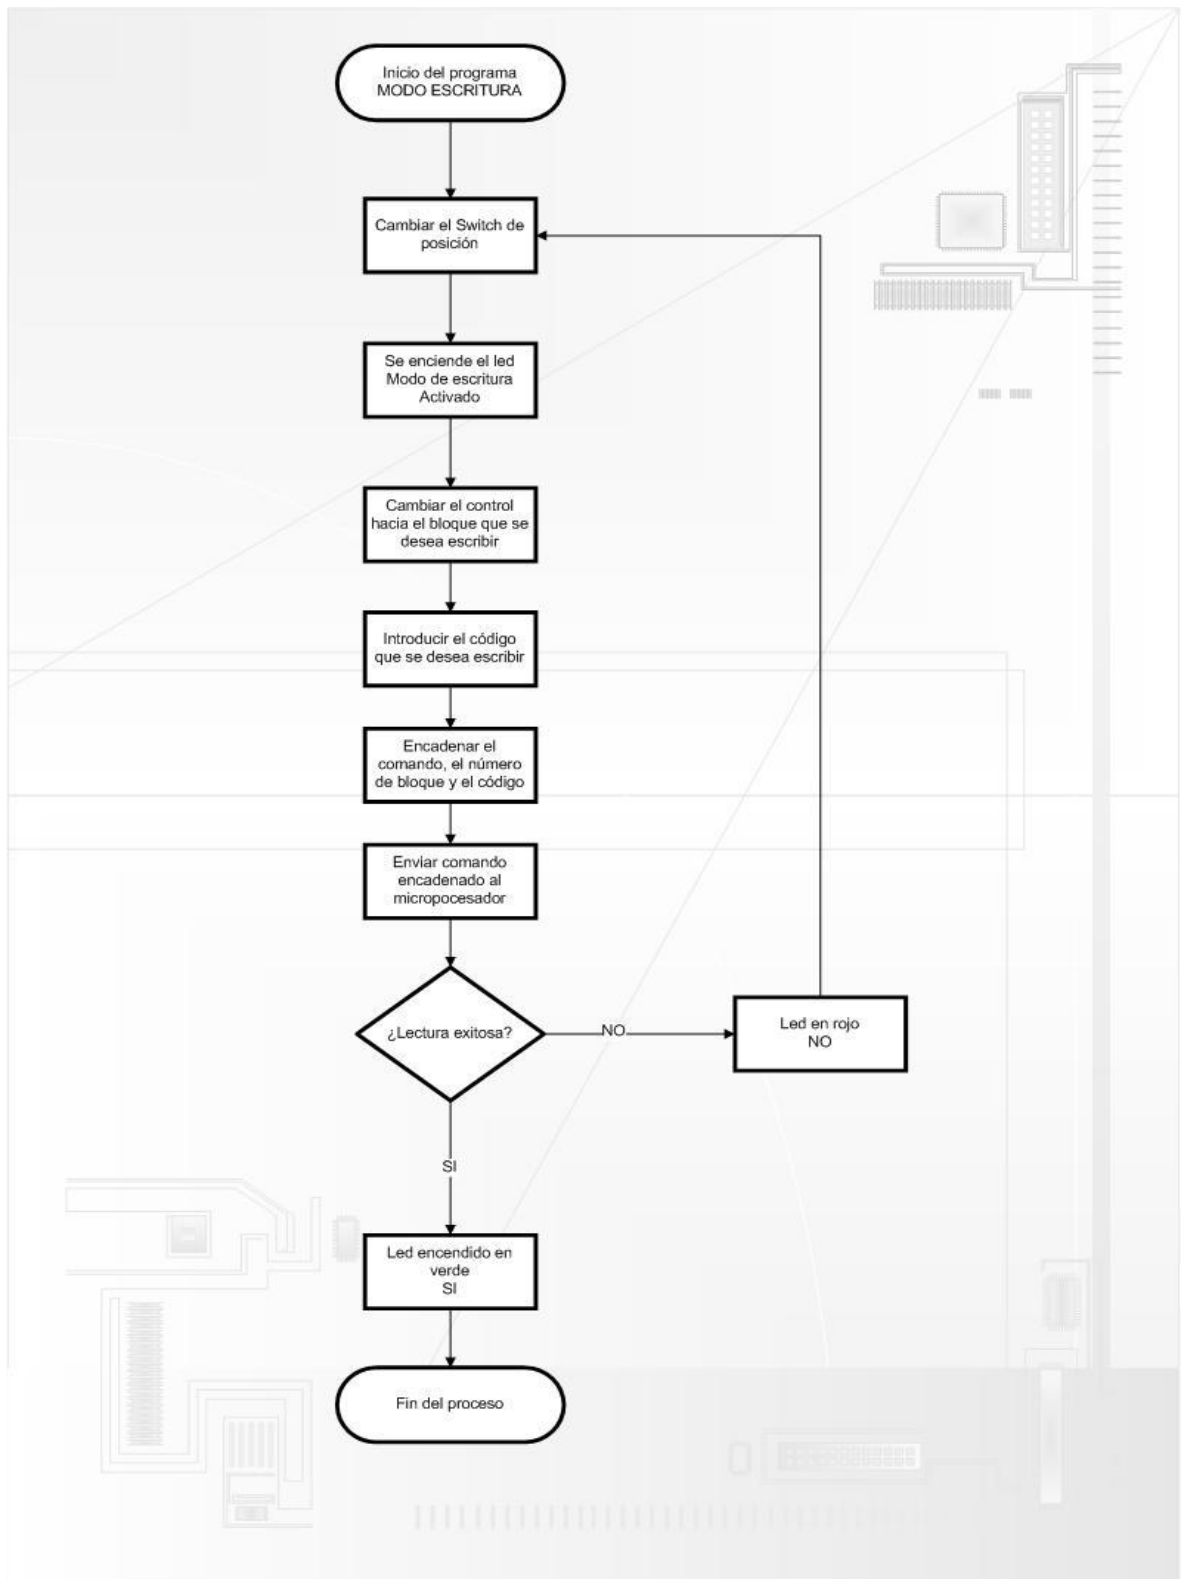 Inicio del programa
MODO ESCRITURA
Cambiar el Switch de
posición
Se enciende el led
Modo de escritura
Activado
Cambiar el control
hacia el bloque que se
desea escribir
Introducir el código
que se desea escribir
Encadenar el
comando, el número
de bloque y el código
Enviar comando
encadenado al
micropocesador
¿Lectura exitosa?
NO
Led en rojo
NO
SI
Led encendido en
verde
SI
Fin del proceso